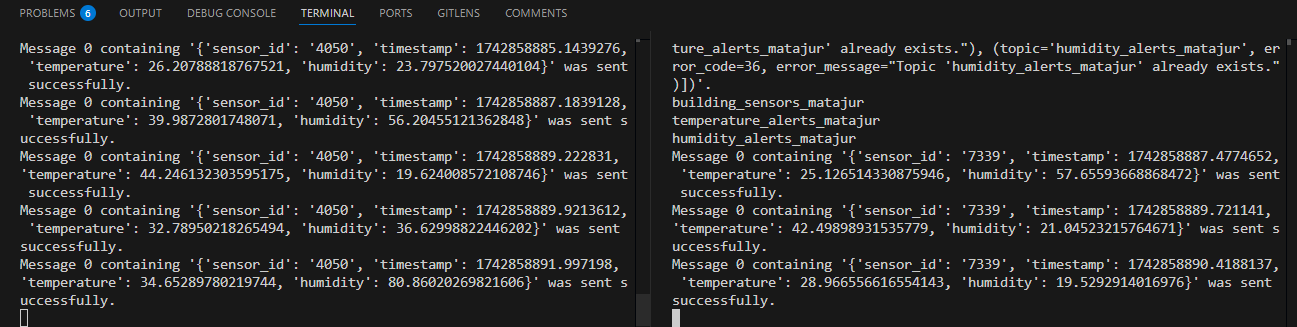 PROBLEMS 6 OUTPUT DEBUG CONSOLE TERMINAL PORTS GITLENS COMMENTS
Message 0 containing '{'sensor_id': '4050', 'timestamp': 1742858885.1439276,
 'temperature': 26.20788818767521, 'humidity': 23.797520027440104}' was sent
 successfully.
Message 0 containing '{'sensor_id': '4050', 'timestamp': 1742858887.1839128,
 'temperature': 39.9872801748071, 'humidity': 56.20455121362848}' was sent s
uccessfully.
Message 0 containing '{'sensor_id': '4050', 'timestamp': 1742858889.222831,
'temperature': 44.246132303595175, 'humidity': 19.624008572108746}' was sent
 successfully.
Message 0 containing '{'sensor_id': '4050', 'timestamp': 1742858889.9213612,
 'temperature': 32.78950218265494, 'humidity': 36.62998822446202}' was sent
successfully.
Message 0 containing '{'sensor_id': '4050', 'timestamp': 1742858891.997198,
'temperature': 34.65289780219744, 'humidity': 80.86020269821606}' was sent s
uccessfully.
ture_alerts_matajur' already exists."), (topic='humidity_alerts_matajur', er
ror_code=36, error_message="Topic 'humidity_alerts_matajur' already exists."
)])'.
building_sensors_matajur
temperature_alerts_matajur
humidity_alerts_matajur
Message 0 containing '{'sensor_id': '7339', 'timestamp': 1742858887.4774652,
 'temperature': 25.126514330875946, 'humidity': 57.65593668868472}' was sent
 successfully.
Message 0 containing '{'sensor_id': '7339', 'timestamp': 1742858889.721141,
'temperature': 42.49898931535779, 'humidity': 21.04523215764671}' was sent s
uccessfully.
Message 0 containing '{'sensor_id': '7339', 'timestamp': 1742858890.4188137,
 'temperature': 28.966556616554143, 'humidity': 19.5292914016976}' was sent
successfully.